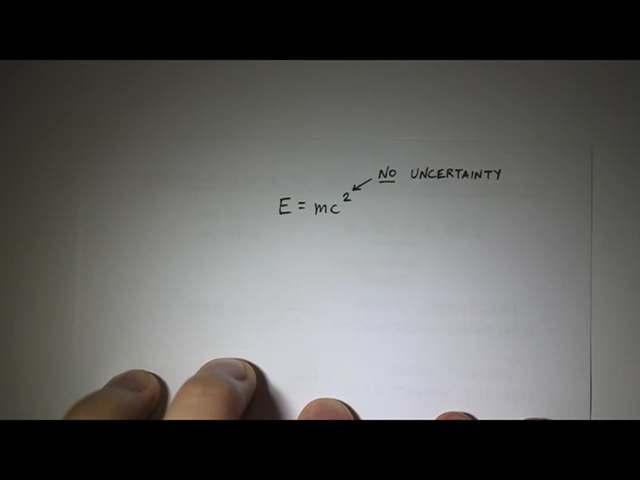 NO UNCERTAINTY
E = mc²